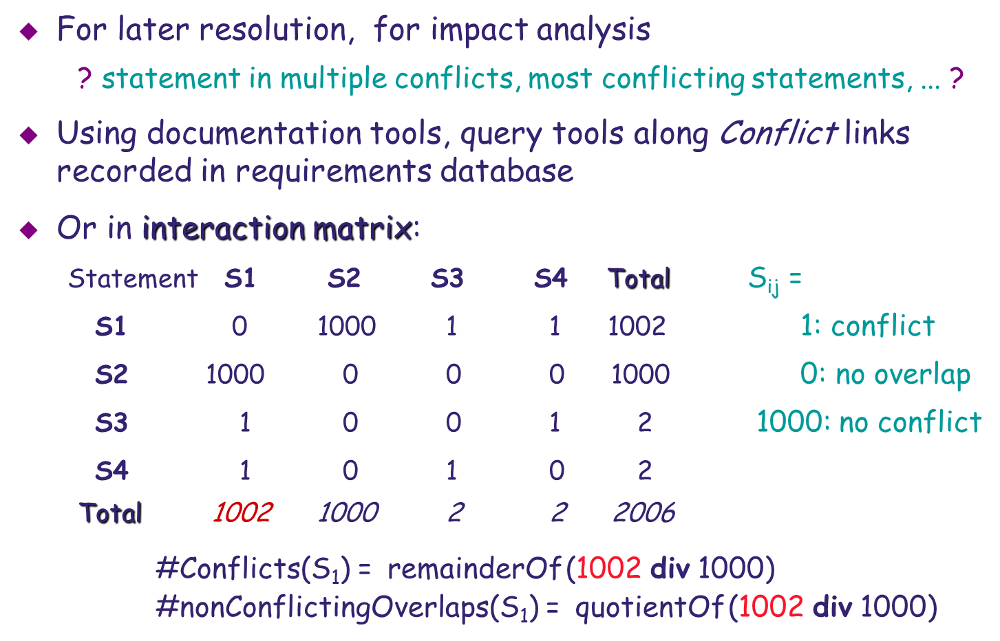 ◆ For later resolution, for impact analysis
? statement in multiple conflicts, most conflicting statements, ... ?
◆ Using documentation tools, query tools along Conflict links
recorded in requirements database
◆ Or in interaction matrix:
Statement S1 S2 S3 S4 Total Sij =
S1 0 1000 1 1 1002 1: conflict
S2 1000 0 0 0 1000 0: no overlap
S3 1 0 0 1 2 1000: no conflict
S4 1 0 1 0 2
Total 1002 1000 2 2 2006
#Conflicts(S1) = remainderOf(1002 div 1000)
#nonConflictingOverlaps(S1) = quotientOf(1002 div 1000)